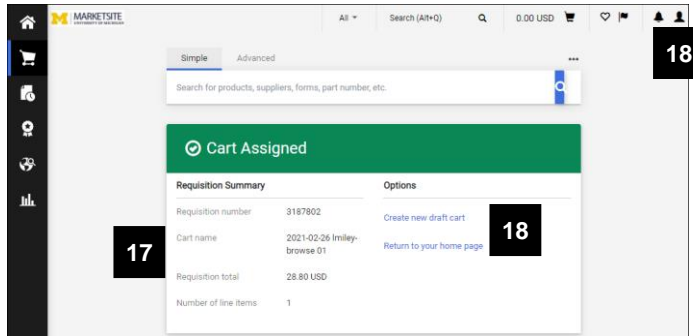 M MARKETSITE
UNIVERSITY OF MICHIGAN
All
Search (Alt+Q)
0.00 USD
18
Simple Advanced
Search for products, suppliers, forms, part number, etc.
Cart Assigned
Requisition Summary
Options
Requisition number 3187802
Create new draft cart
18
17
Cart name 2021-02-26 lmiley-
browse 01
Return to your home page
Requisition total 28.80 USD
Number of line items 1